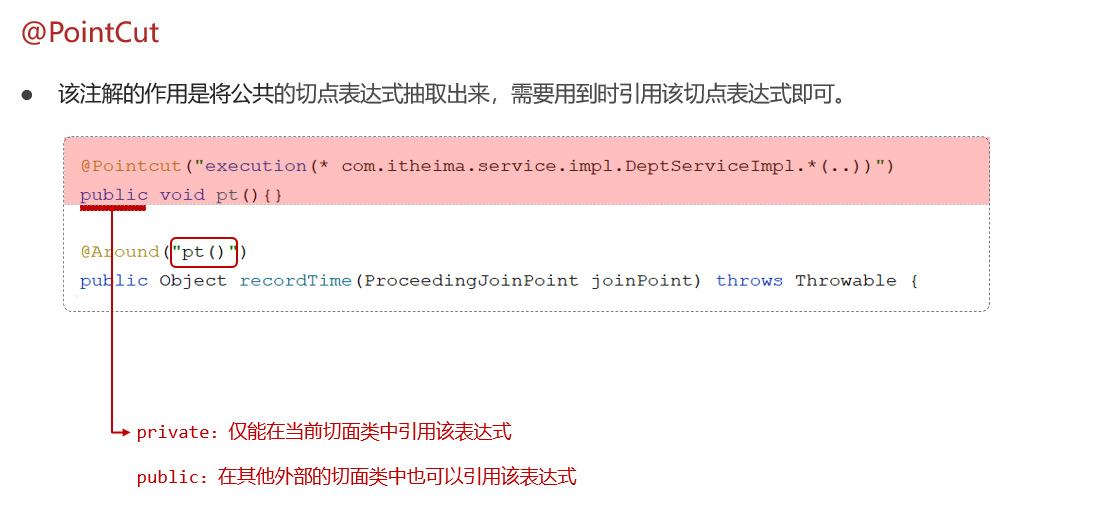 @PointCut
● 该注解的作用是将公共的切点表达式抽取出来，需要用到时引用该切点表达式即可。
@Pointcut("execution(* com.itheima.service.impl.DeptServiceImpl.*(..))")
public void pt(){}
@Around("pt()")
public Object recordTime(ProceedingJoinPoint joinPoint) throws Throwable {
private：仅能在当前切面类中引用该表达式
public：在其他外部的切面类中也可以引用该表达式